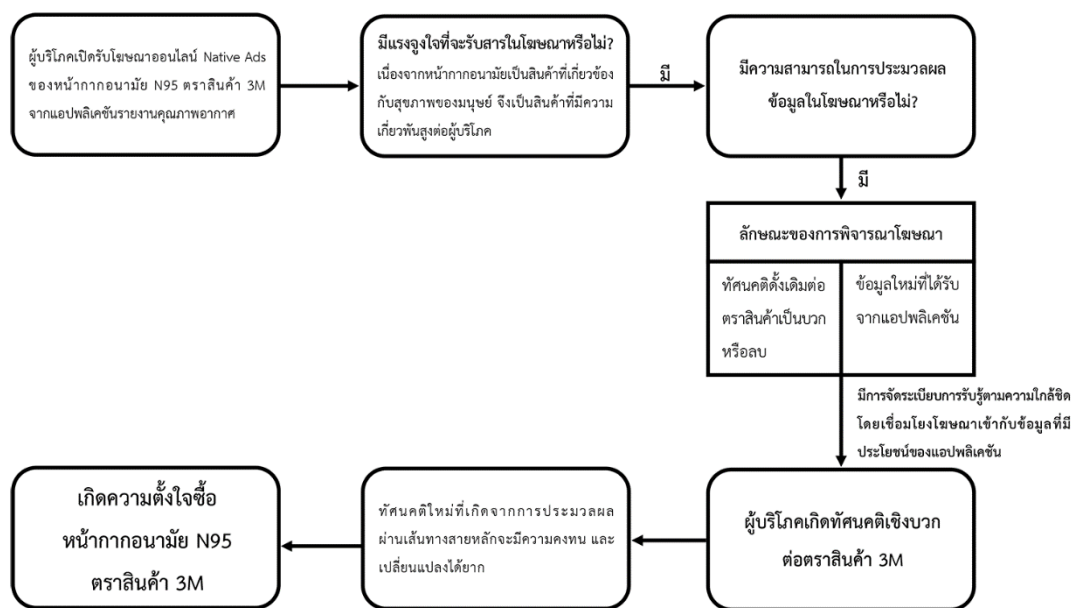 ผู้บริโภคเปิดรับโฆษณาออนไลน์ Native Ads
ของหน้ากากอนามัย N95 ตราสินค้า 3M
จากแอปพลิเคชันรายงานคุณภาพอากาศ
มีแรงจูงใจที่จะรับสารในโฆษณาหรือไม่?
เนื่องจากหน้ากากอนามัยเป็นสินค้าที่เกี่ยวข้อง
กับสุขภาพของมนุษย์ จึงเป็นสินค้าที่มีความ
เกี่ยวพันสูงต่อผู้บริโภค
มี
มีความสามารถในการประมวลผล
ข้อมูลในโฆษณาหรือไม่?
มี
ลักษณะของการพิจารณาโฆษณา
ทัศนคติดั้งเดิมต่อ
ตราสินค้าเป็นบวก
หรือลบ
ข้อมูลใหม่ที่ได้รับ
จากแอปพลิเคชัน
มีการจัดระเบียบการรับรู้ตามความใกล้ชิด
โดยเชื่อมโยงโฆษณาเข้ากับข้อมูลที่มี
ประโยชน์ของแอปพลิเคชัน
ผู้บริโภคเกิดทัศนคติเชิงบวก
ต่อตราสินค้า 3M
ทัศนคติใหม่ที่เกิดจากการประมวลผล
ผ่านเส้นทางสายหลักจะมีความคงทน และ
เปลี่ยนแปลงได้ยาก
เกิดความตั้งใจซื้อ
หน้ากากอนามัย N95
ตราสินค้า 3M